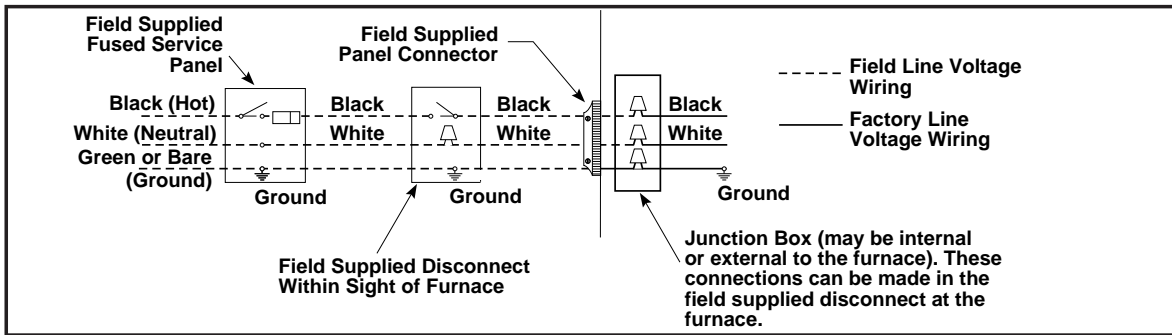 Field Supplied
Fused Service
Panel
Field Supplied
Panel Connector
Field Line Voltage
Wiring
Factory Line
Voltage Wiring
Black (Hot)
Black
Black
Black
White (Neutral)
White
White
White
Green or Bare
(Ground)
Ground
Ground
Ground
Field Supplied Disconnect
Within Sight of Furnace
Junction Box (may be internal
or external to the furnace). These
connections can be made in the
field supplied disconnect at the
furnace.